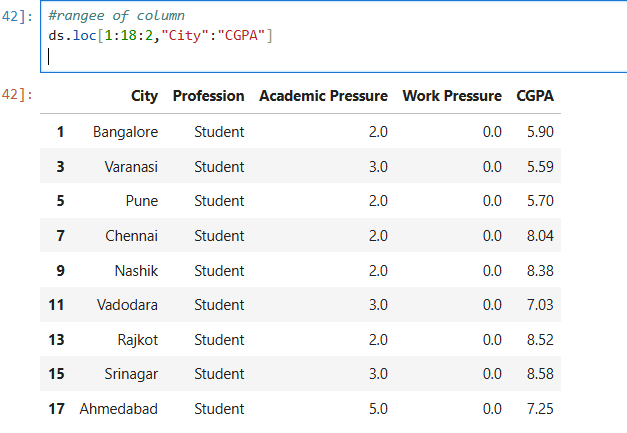 42]: #rangee of column
ds.loc[1:18:2,"City":"CGPA"]
42]:
City Profession Academic Pressure Work Pressure CGPA
1 Bangalore Student 2.0 0.0 5.90
3 Varanasi Student 3.0 0.0 5.59
5 Pune Student 2.0 0.0 5.70
7 Chennai Student 2.0 0.0 8.04
9 Nashik Student 2.0 0.0 8.38
11 Vadodara Student 3.0 0.0 7.03
13 Rajkot Student 2.0 0.0 8.52
15 Srinagar Student 3.0 0.0 8.58
17 Ahmedabad Student 5.0 0.0 7.25